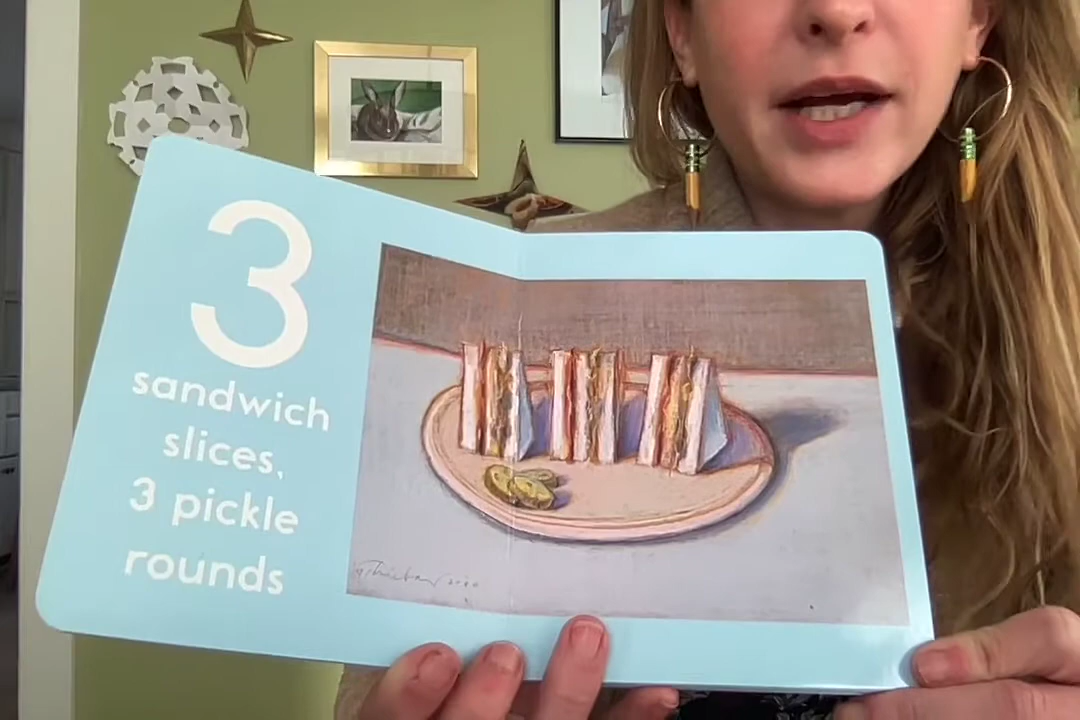 3
sandwich
slices,
3 pickle
rounds